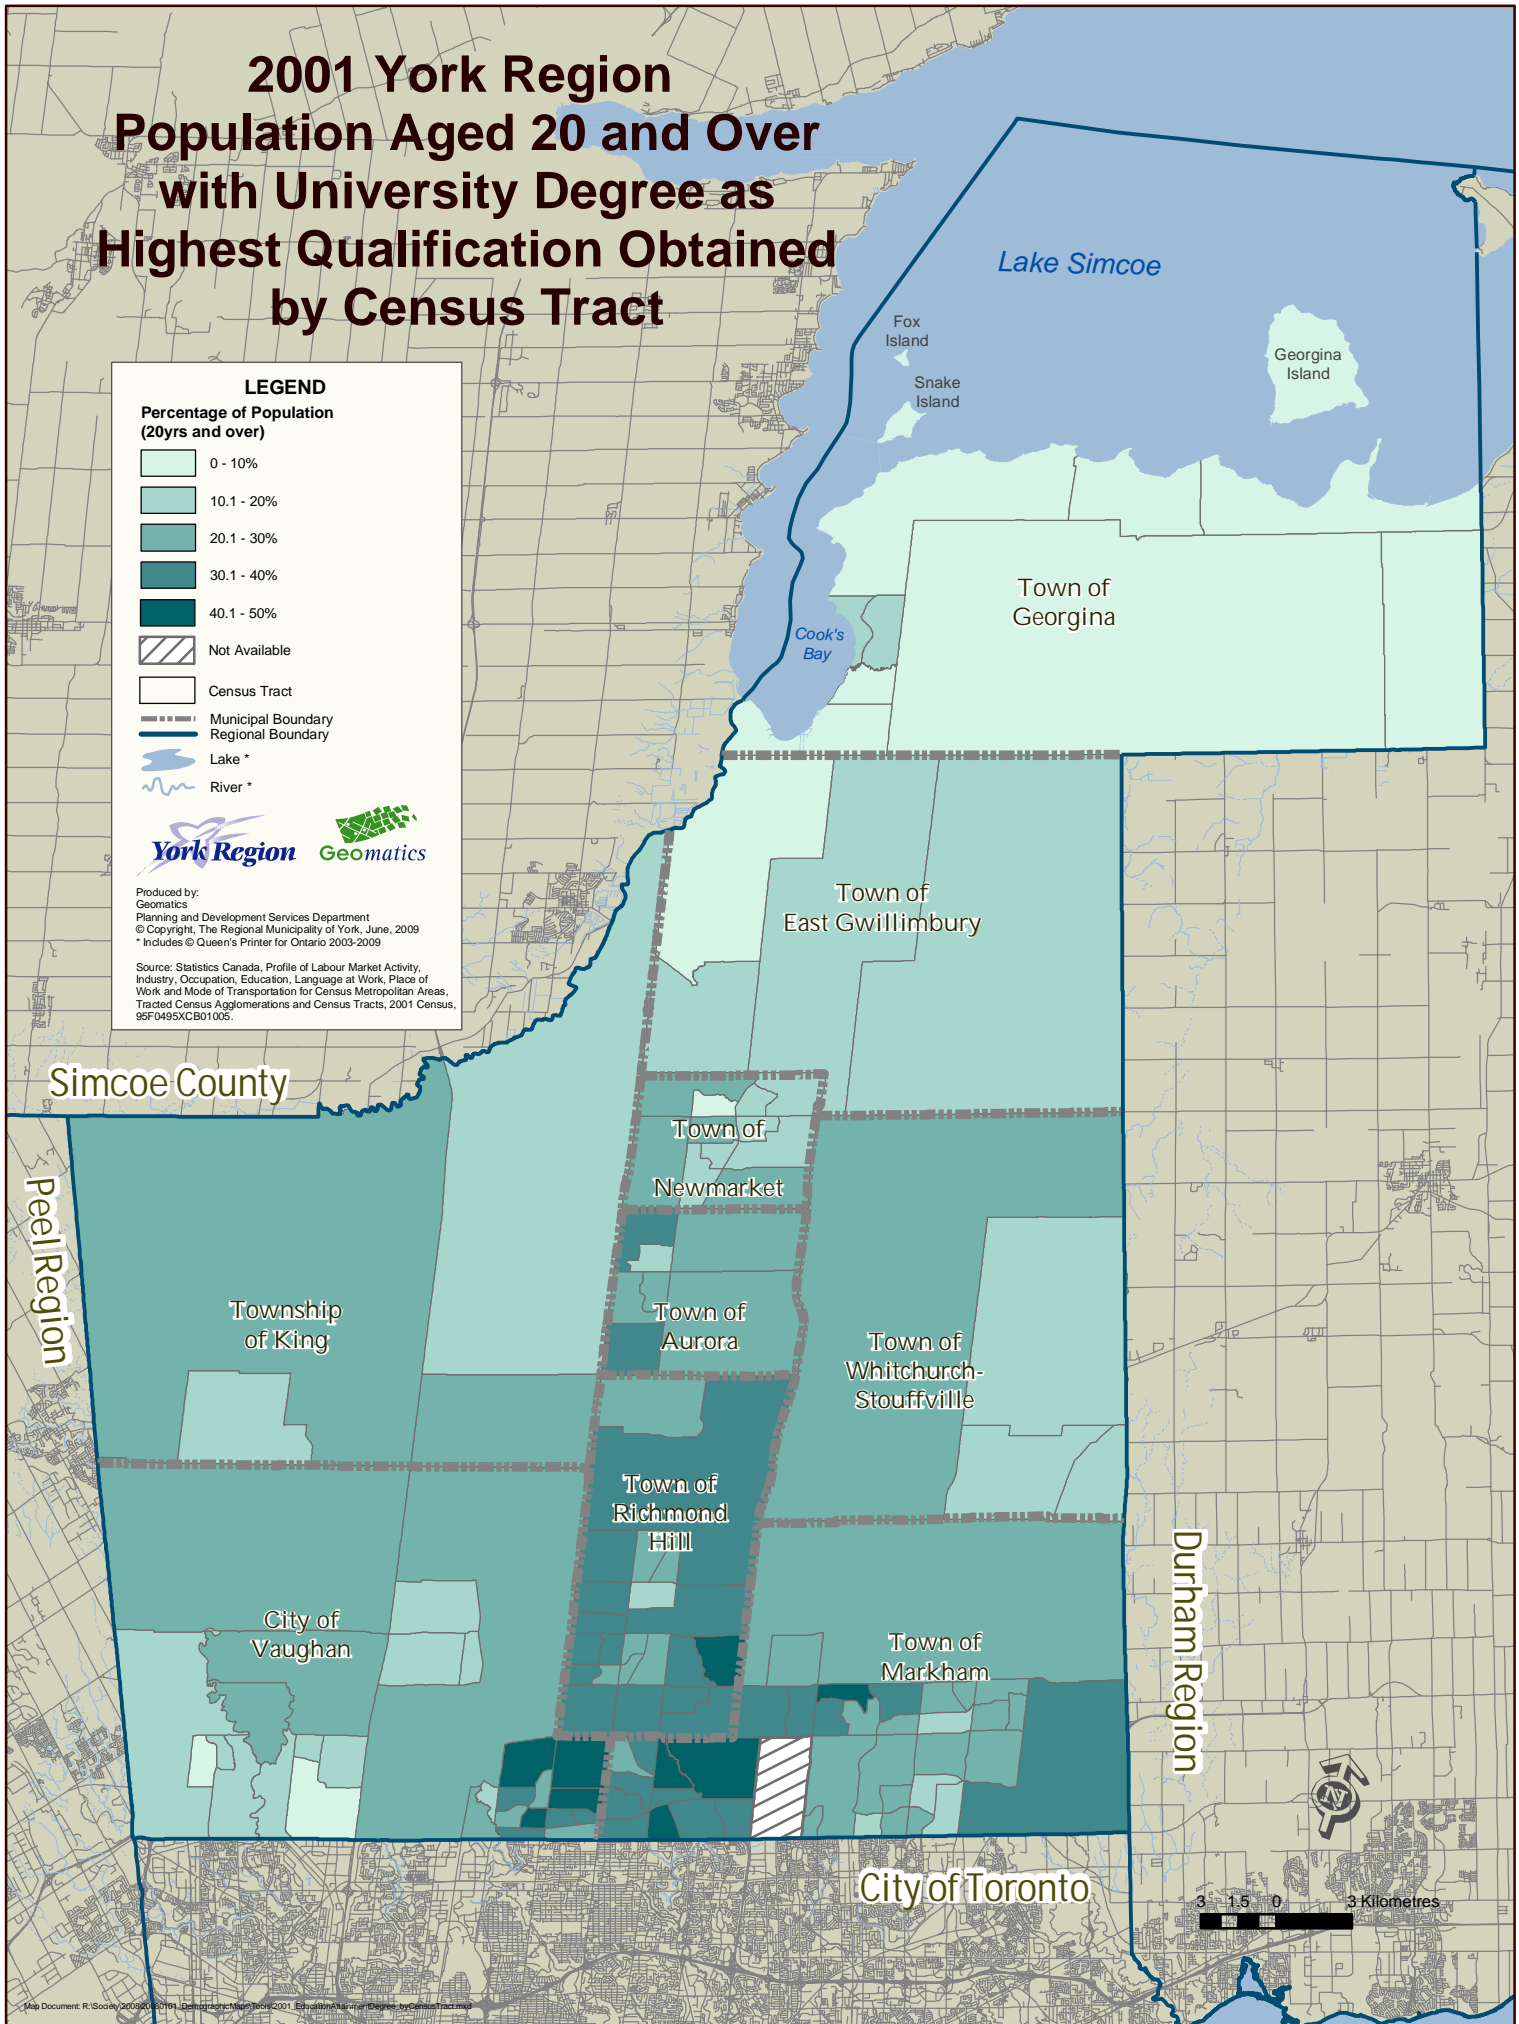 2001 York Region
Population Aged 20 and Over
with University Degree as
Highest Qualification Obtained
by Census Tract
Lake Simcoe
Fox
Island
Snake
Island
Georgina
Island
LEGEND
Percentage of Population
(20yrs and over)
0 - 10%
10.1 - 20%
20.1 - 30%
30.1 - 40%
40.1 - 50%
Not Available
Census Tract
Municipal Boundary
Regional Boundary
Lake *
River *
York Region
Geomatics
Produced by:
Geomatics
Planning and Development Services Department
© Copyright, The Regional Municipality of York, June, 2009
* Includes © Queen's Printer for Ontario 2003-2009
Source: Statistics Canada, Profile of Labour Market Activity,
Industry, Occupation, Education, Language at Work, Place of
Work and Mode of Transportation for Census Metropolitan Areas,
Tracted Census Agglomerations and Census Tracts, 2001 Census,
95F0495XCB01005.
Town of
Georgina
Cook's
Bay
Town of
East Gwillimbury
Simcoe County
Town of
Newmarket
Peel Region
Township
of King
Town of
Aurora
Town of
Whitchurch-
Stouffville
Town of
Richmond
Hill
City of
Vaughan
Town of
Markham
Durham Region
N
City of Toronto
3 1.5 0 3 Kilometres
Map Document: R:\Society\2008\20080101_DemographicMaps\Tools\2001_EducationAttainmentDegree_byCensusTract.mxd